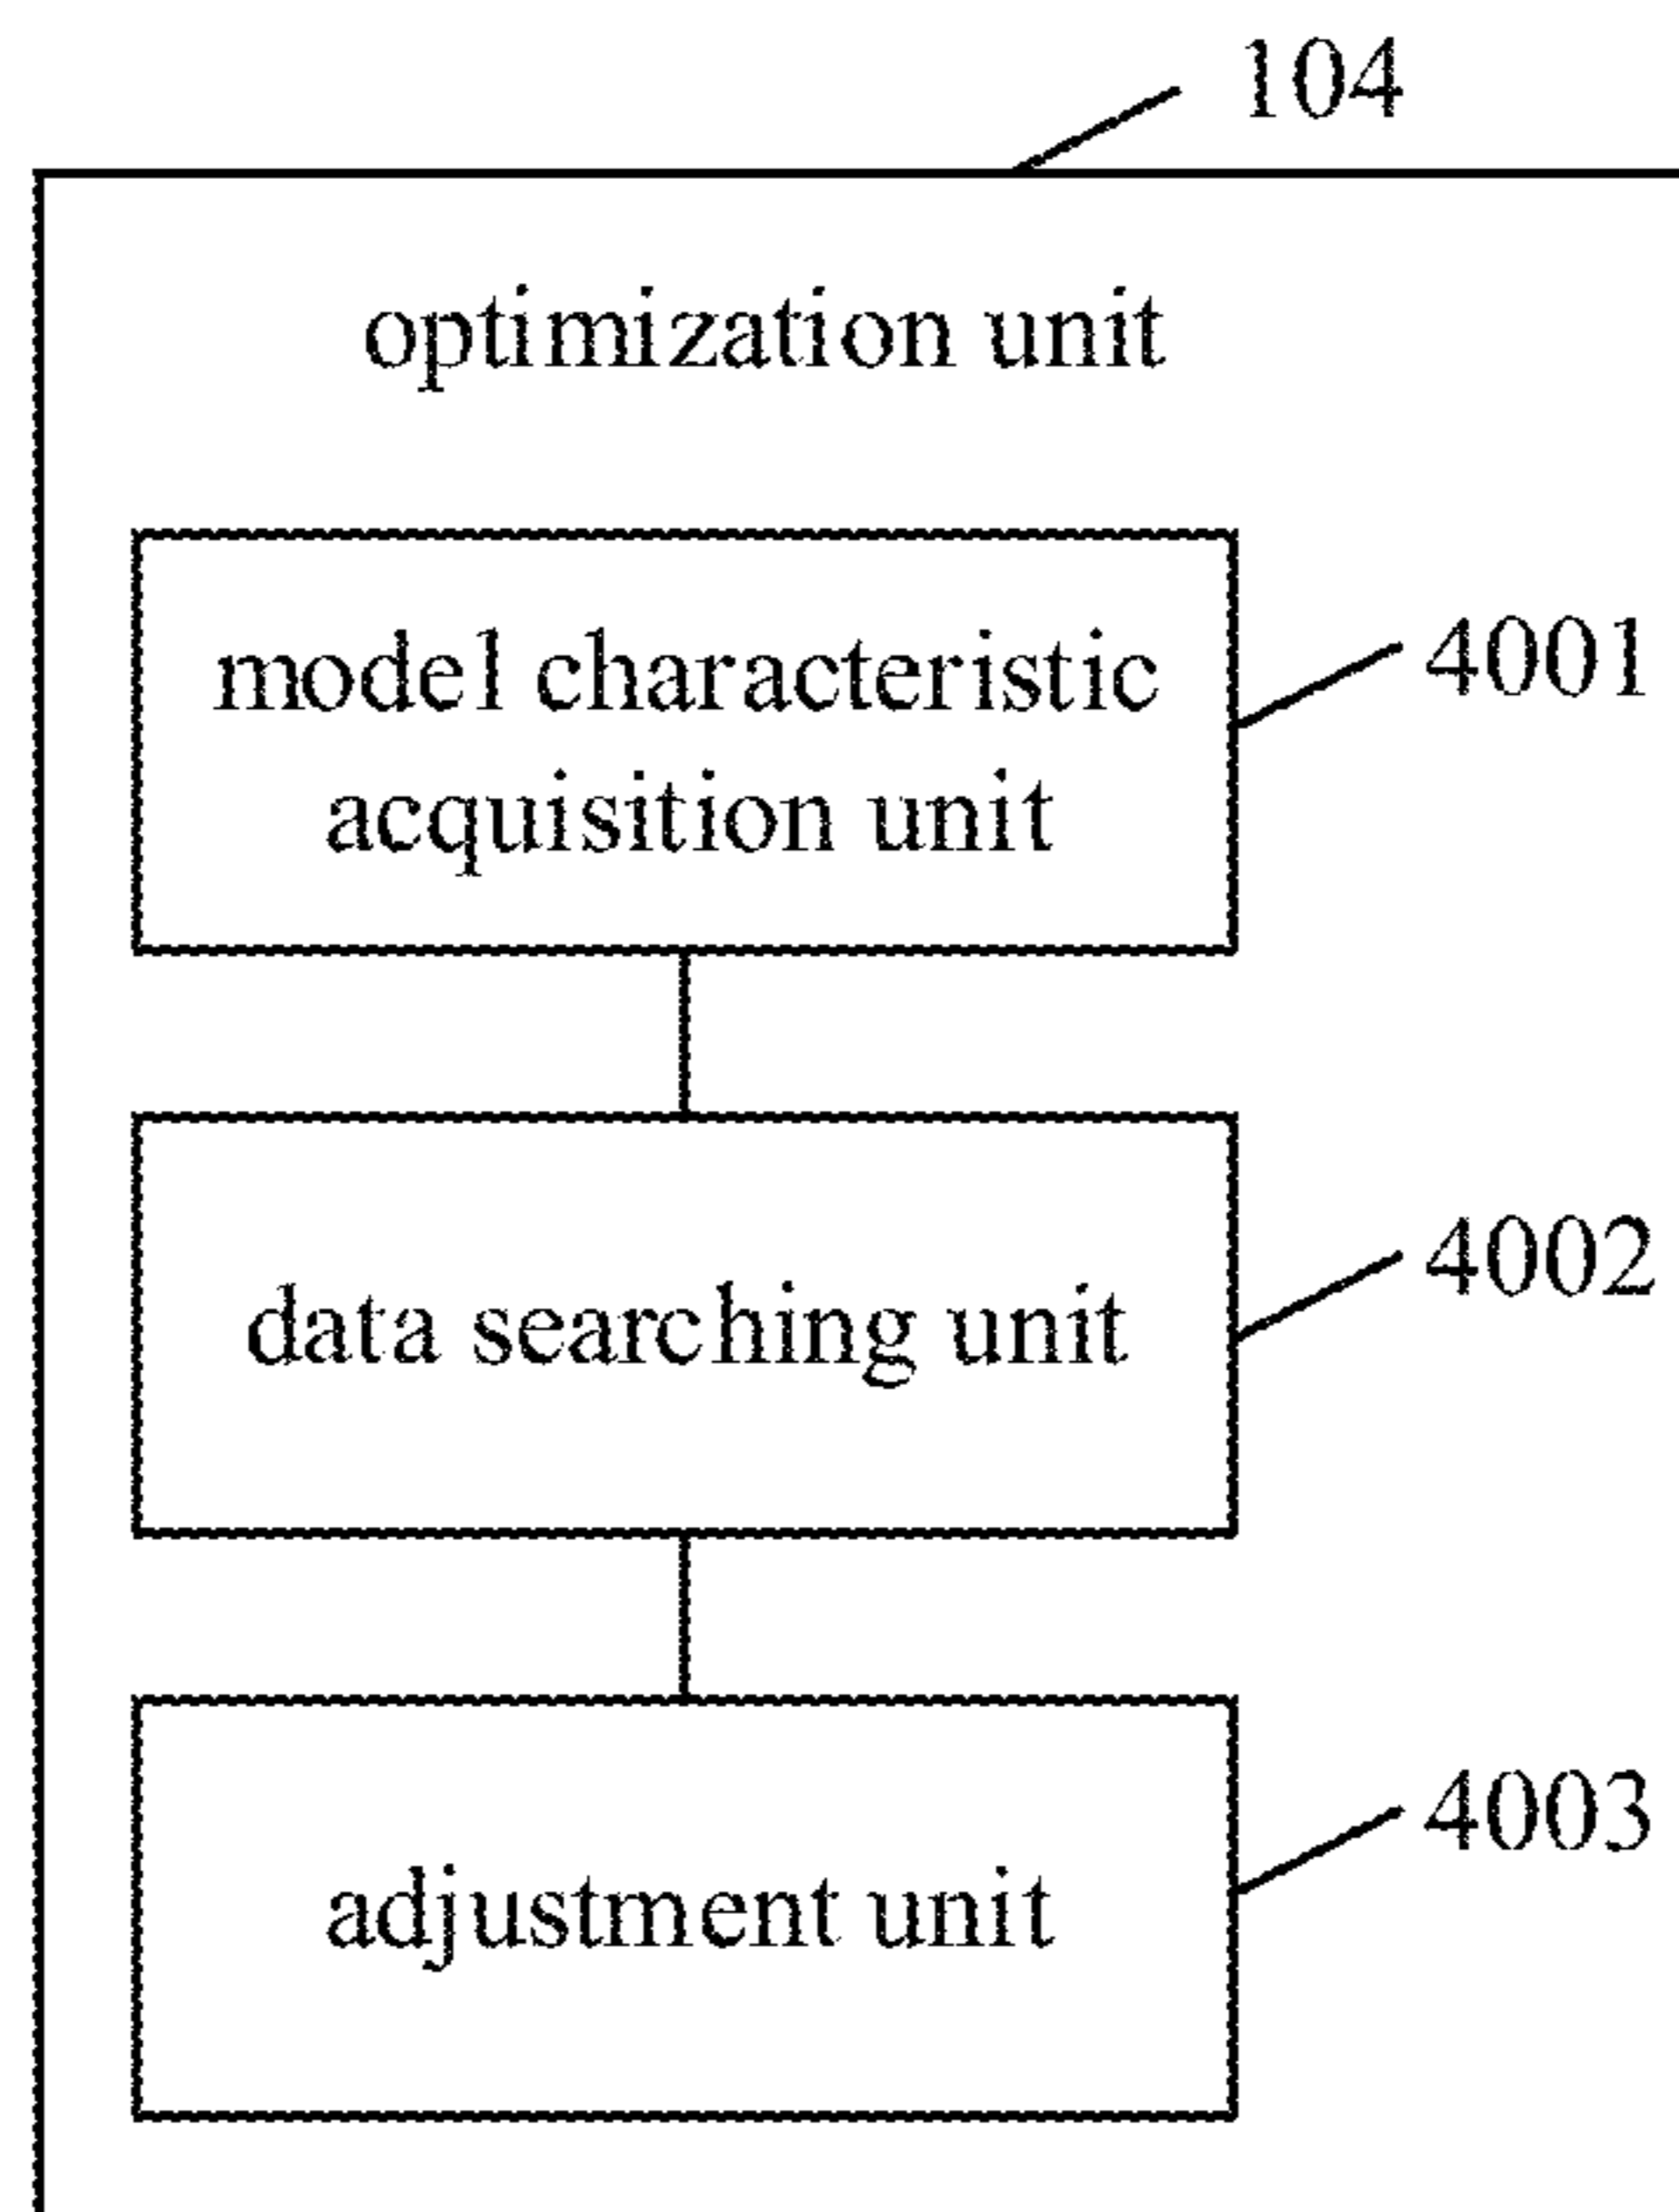 104
optimization unit
model characteristic
acquisition unit
4001
data searching unit
4002
adjustment unit
4003